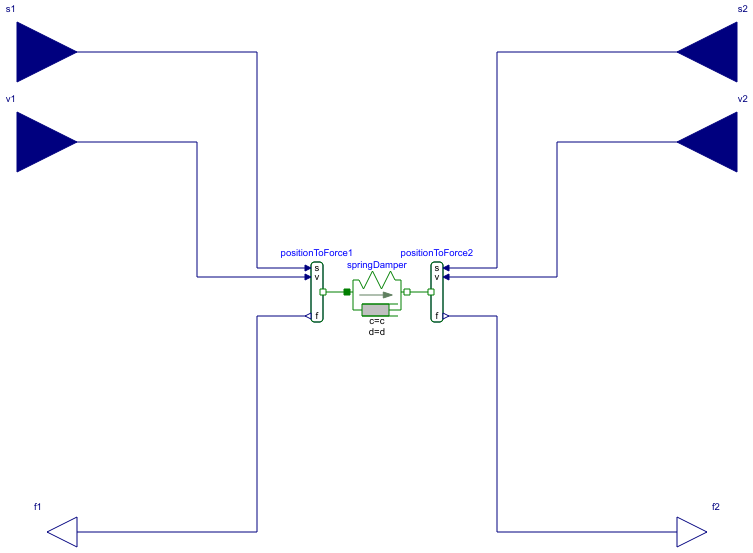 s1
s2
v1
v2
positionToForce1
positionToForce2
springDamper
s
s
v
v
f
f
c=c
d=d
f1
f2